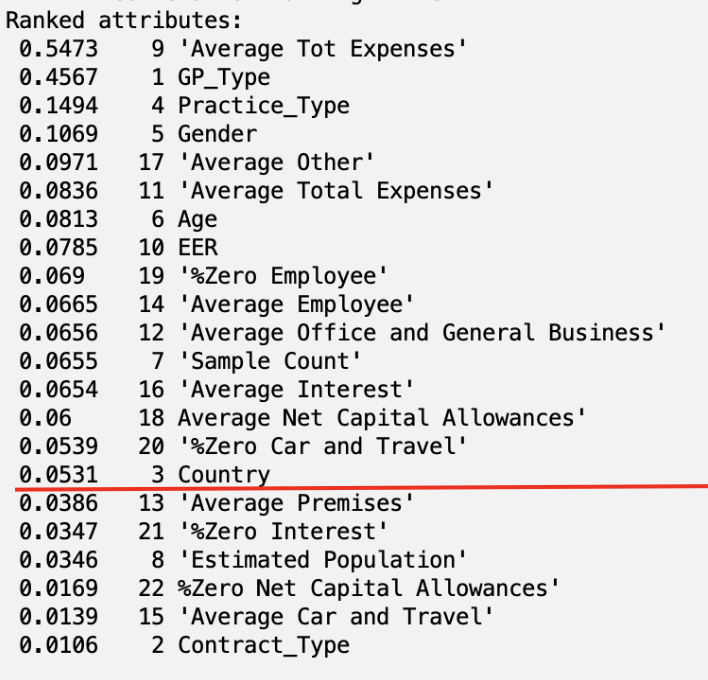 Ranked attributes:
0.5473 9 'Average Tot Expenses'
0.4567 1 GP_Type
0.1494 4 Practice_Type
0.1069 5 Gender
0.0971 17 'Average Other'
0.0836 11 'Average Total Expenses'
0.0813 6 Age
0.0785 10 EER
0.069 19 '%Zero Employee'
0.0665 14 'Average Employee'
0.0656 12 'Average Office and General Business'
0.0655 7 'Sample Count'
0.0654 16 'Average Interest'
0.06 18 Average Net Capital Allowances'
0.0539 20 '%Zero Car and Travel'
0.0531 3 Country
0.0386 13 'Average Premises'
0.0347 21 '%Zero Interest'
0.0346 8 'Estimated Population'
0.0169 22 %Zero Net Capital Allowances'
0.0139 15 'Average Car and Travel'
0.0106 2 Contract_Type